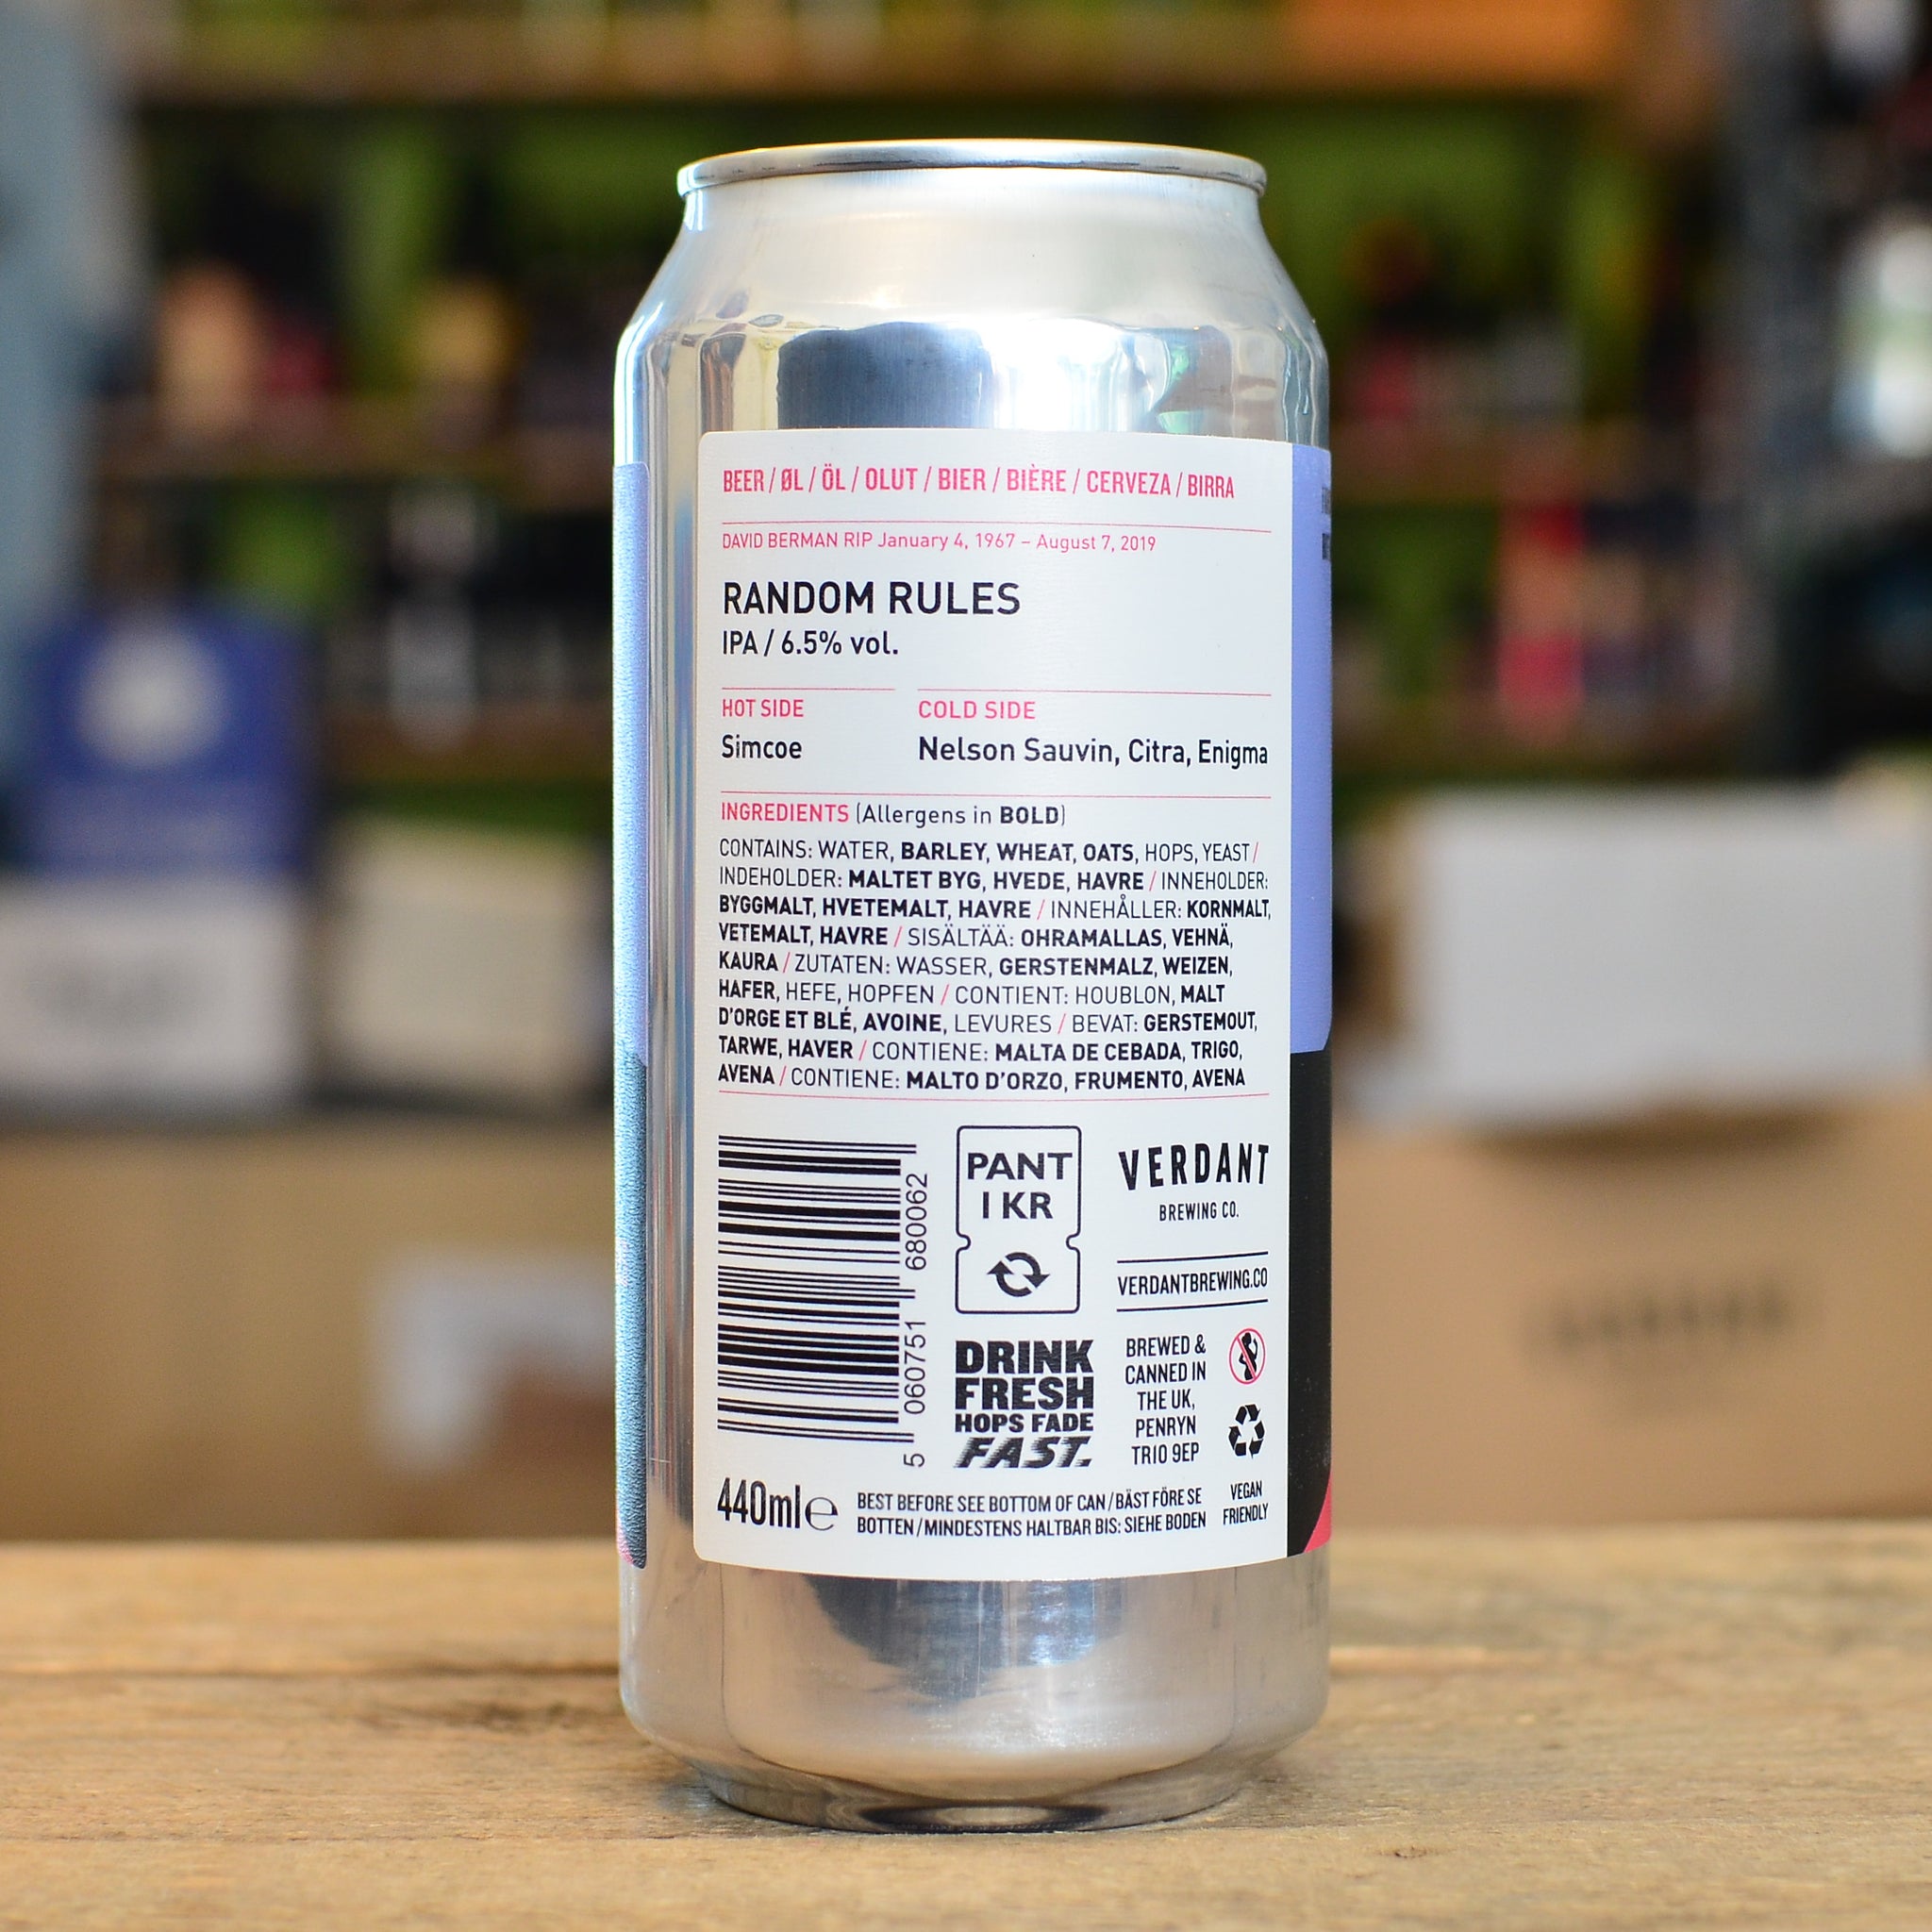 BEER / ØL / ÖL / OLUT / BIER / BIÈRE / CERVEZA / BIRRA
DAVID BERMAN RIP January 4, 1967 – August 7, 2019
RANDOM RULES
IPA / 6.5% vol.
HOT SIDE
Simcoe
COLD SIDE
Nelson Sauvin, Citra, Enigma
INGREDIENTS (Allergens in BOLD)
CONTAINS: WATER, BARLEY, WHEAT, OATS, HOPS, YEAST /
INDEHOLDER: MALTET BYG, HVEDE, HAVRE / INNEHOLDER:
BYGGMALT, HVETEMALT, HAVRE / INNEHÅLLER: KORNMALT,
VETEMALT, HAVRE / SISÄLTÄÄ: OHRAMALLAS, VEHNÄ,
KAURA / ZUTATEN: WASSER, GERSTENMALZ, WEIZEN,
HAFER, HEFE, HOPFEN / CONTIENT: HOUBLON, MALT
D'ORGE ET BLÉ, AVOINE, LEVURES / BEVAT: GERSTEMOUT,
TARWE, HAVER / CONTIENE: MALTA DE CEBADA, TRIGO,
AVENA / CONTIENE: MALTO D'ORZO, FRUMENTO, AVENA
5 060751 680062
PANT
1 KR
VERDANT
BREWING CO.
VERDANTBREWING.CO
DRINK
FRESH
HOPS FADE
FAST.
BREWED &
CANNED IN
THE UK,
PENRYN
TR10 9EP
440ml e
BEST BEFORE SEE BOTTOM OF CAN / BÄST FÖRE SE
BOTTEN / MINDESTENS HALTBAR BIS: SIEHE BODEN
VEGAN
FRIENDLY